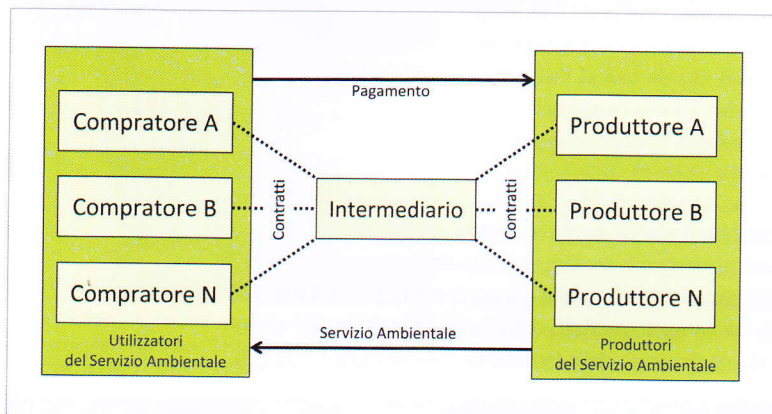 Pagamento
Compratore A
Compratore B
Compratore N
Utilizzatori
del Servizio Ambientale
Contratti
Intermediario
Contratti
Produttore A
Produttore B
Produttore N
Produttori
del Servizio Ambientale
Servizio Ambientale